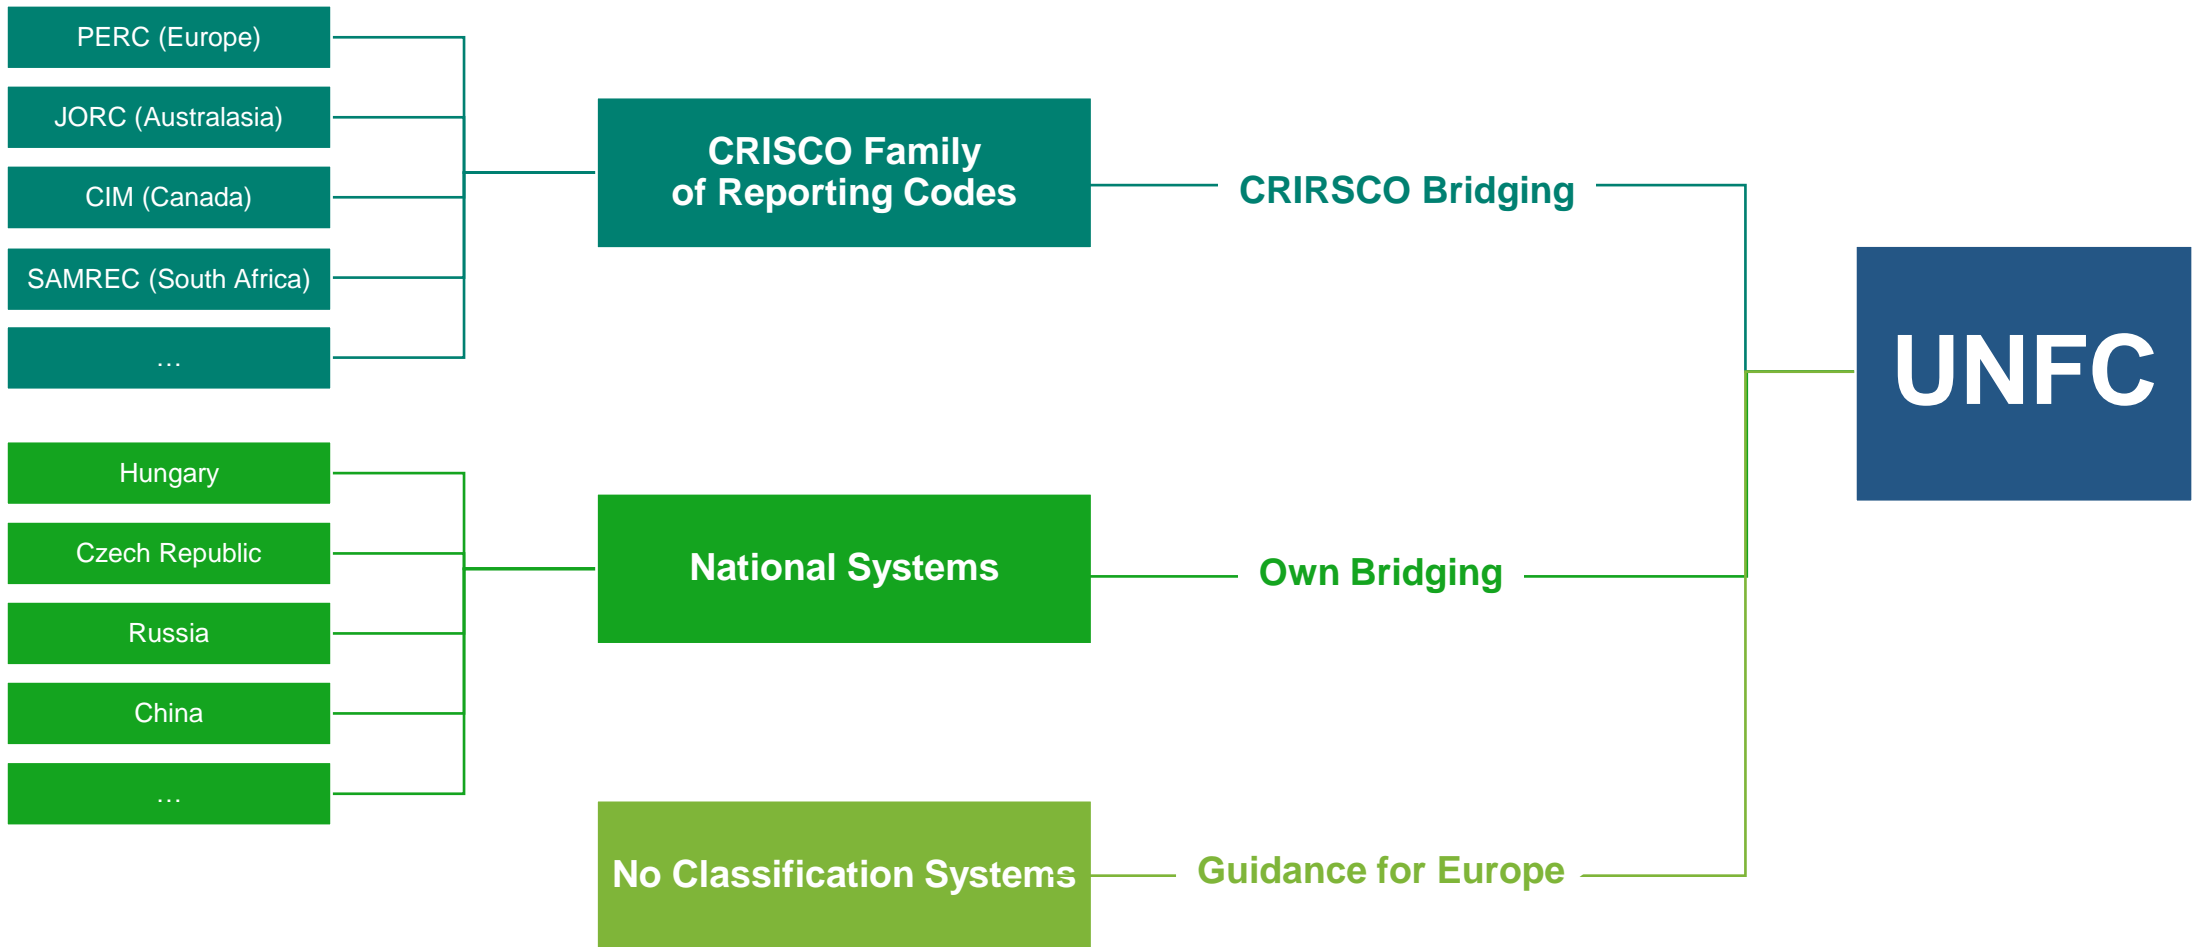 PERC (Europe)
JORC (Australasia)
CIM (Canada)
SAMREC (South Africa)
…
CRISCO Family
of Reporting Codes
CRIRSCO Bridging
UNFC
Hungary
Czech Republic
Russia
China
…
National Systems
Own Bridging
No Classification Systems
Guidance for Europe